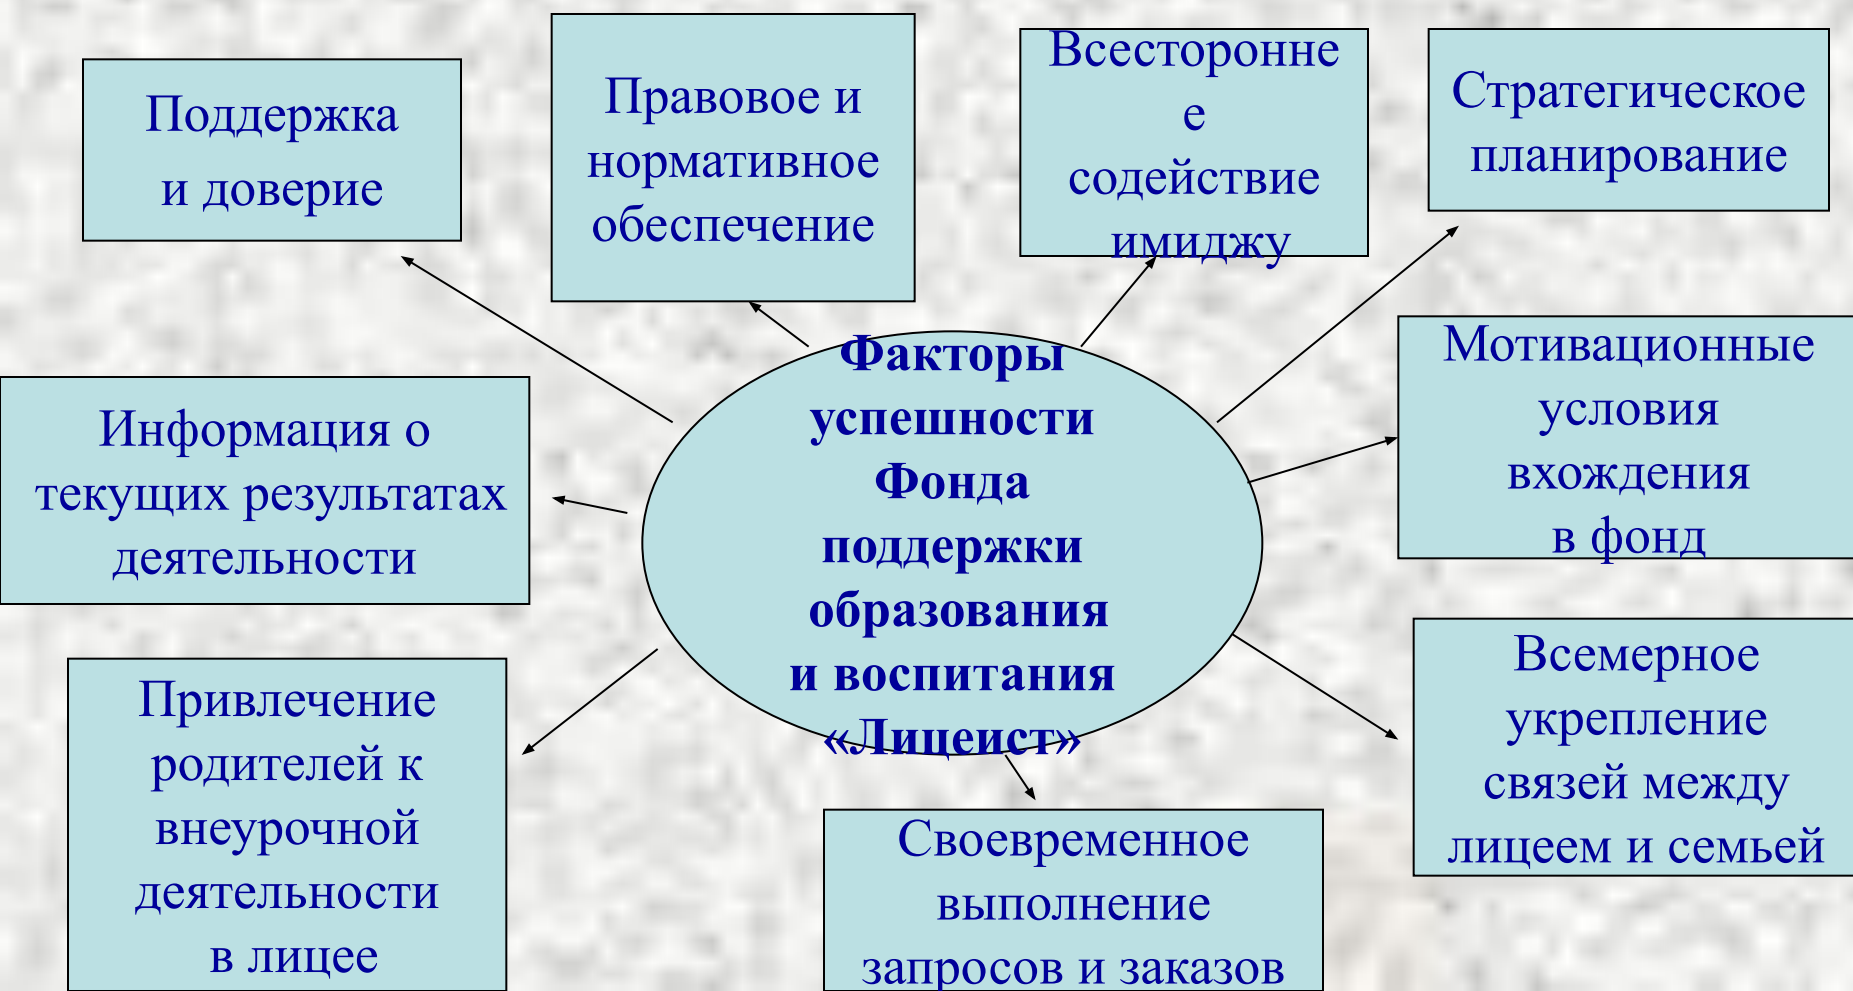 Поддержка
и доверие
Правовое и
нормативное
обеспечение
Всесторонне
е
содействие
имиджу
Стратегическое
планирование
Информация о
текущих результатах
деятельности
Факторы
успешности
Фонда
поддержки
образования
и воспитания
«Лицеист»
Мотивационные
условия
вхождения
в фонд
Привлечение
родителей к
внеурочной
деятельности
в лицее
Своевременное
выполнение
запросов и заказов
Всемерное
укрепление
связей между
лицеем и семьей